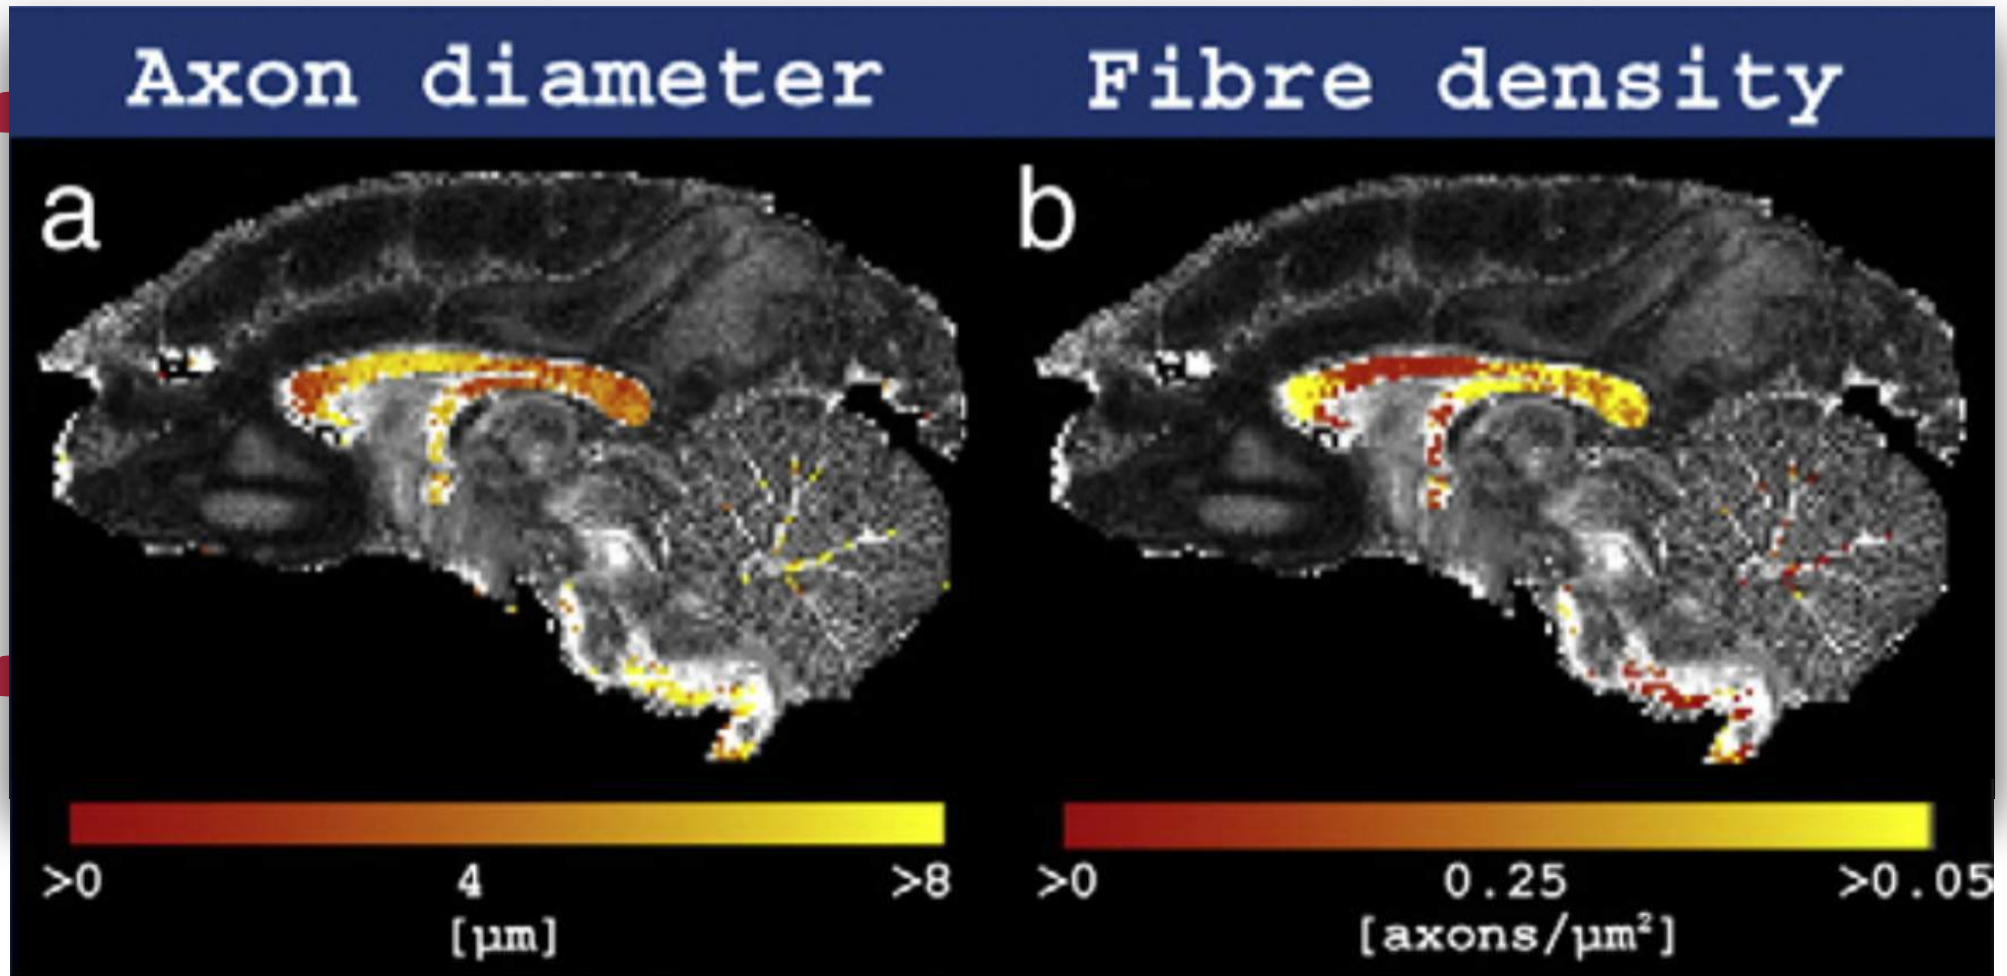 Axon diameter
Fibre density
a
b
>0 4 >8
[µm]
>0 0.25 >0.05
[axons/µm²]